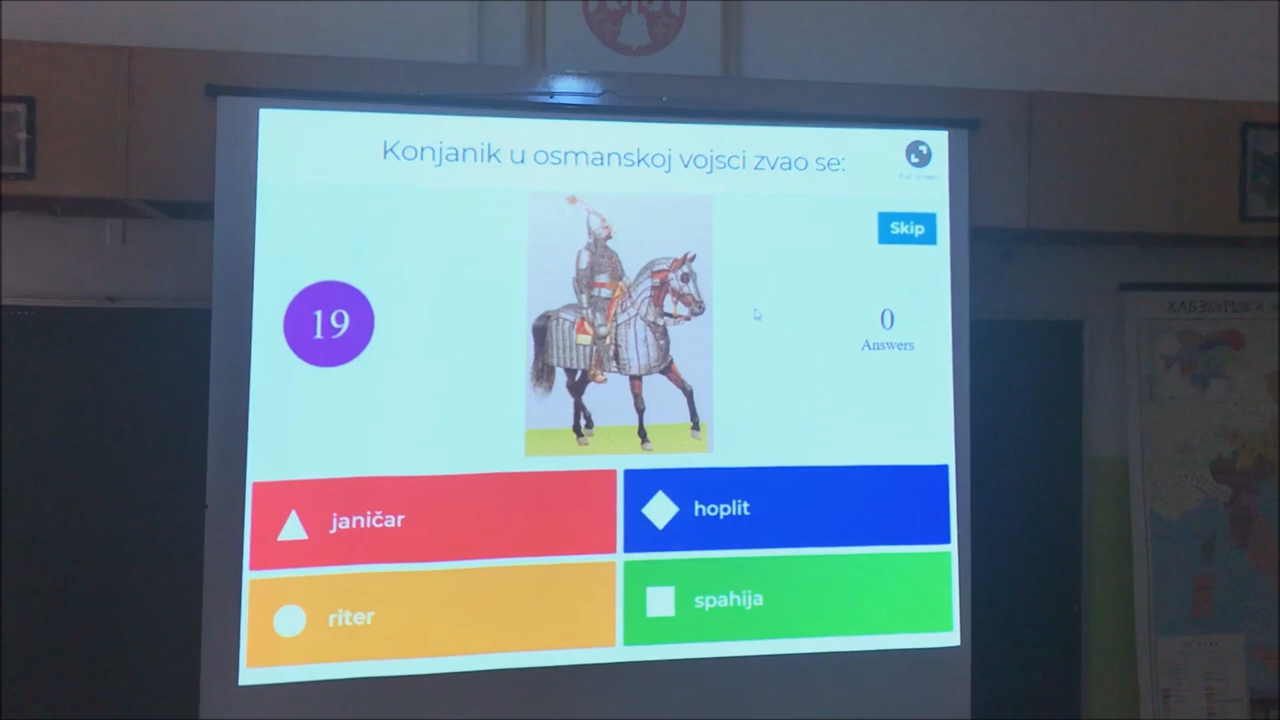 Konjanik u osmanskoj vojsci zvao se:
Skip
19
0
Answers
janičar
hoplit
riter
spahija